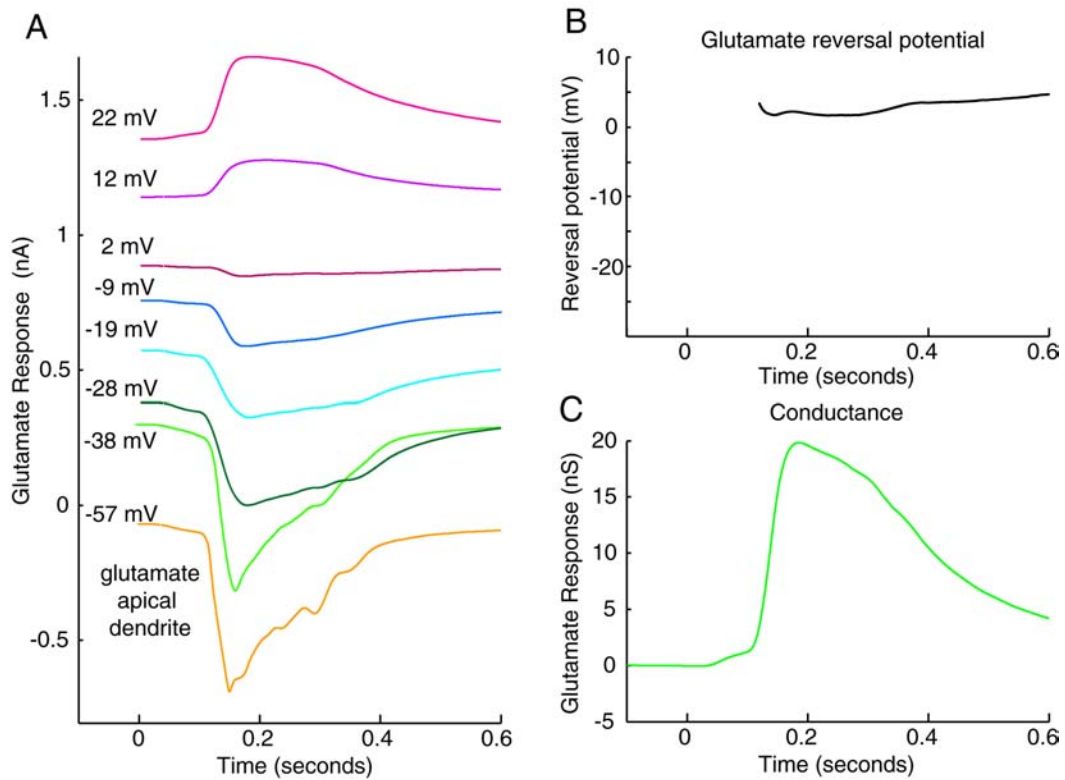 A
Glutamate Response (nA)
1.5
1
0.5
0
-0.5
22 mV
12 mV
2 mV
-9 mV
-19 mV
-28 mV
-38 mV
-57 mV
glutamate
apical
dendrite
0
0.2
0.4
0.6
Time (seconds)
B
Glutamate reversal potential
Reversal potential (mV)
10
0
-10
-20
0
0.2
0.4
0.6
Time (seconds)
C
Conductance
Glutamate Response (nS)
20
15
10
5
0
-5
0
0.2
0.4
0.6
Time (seconds)